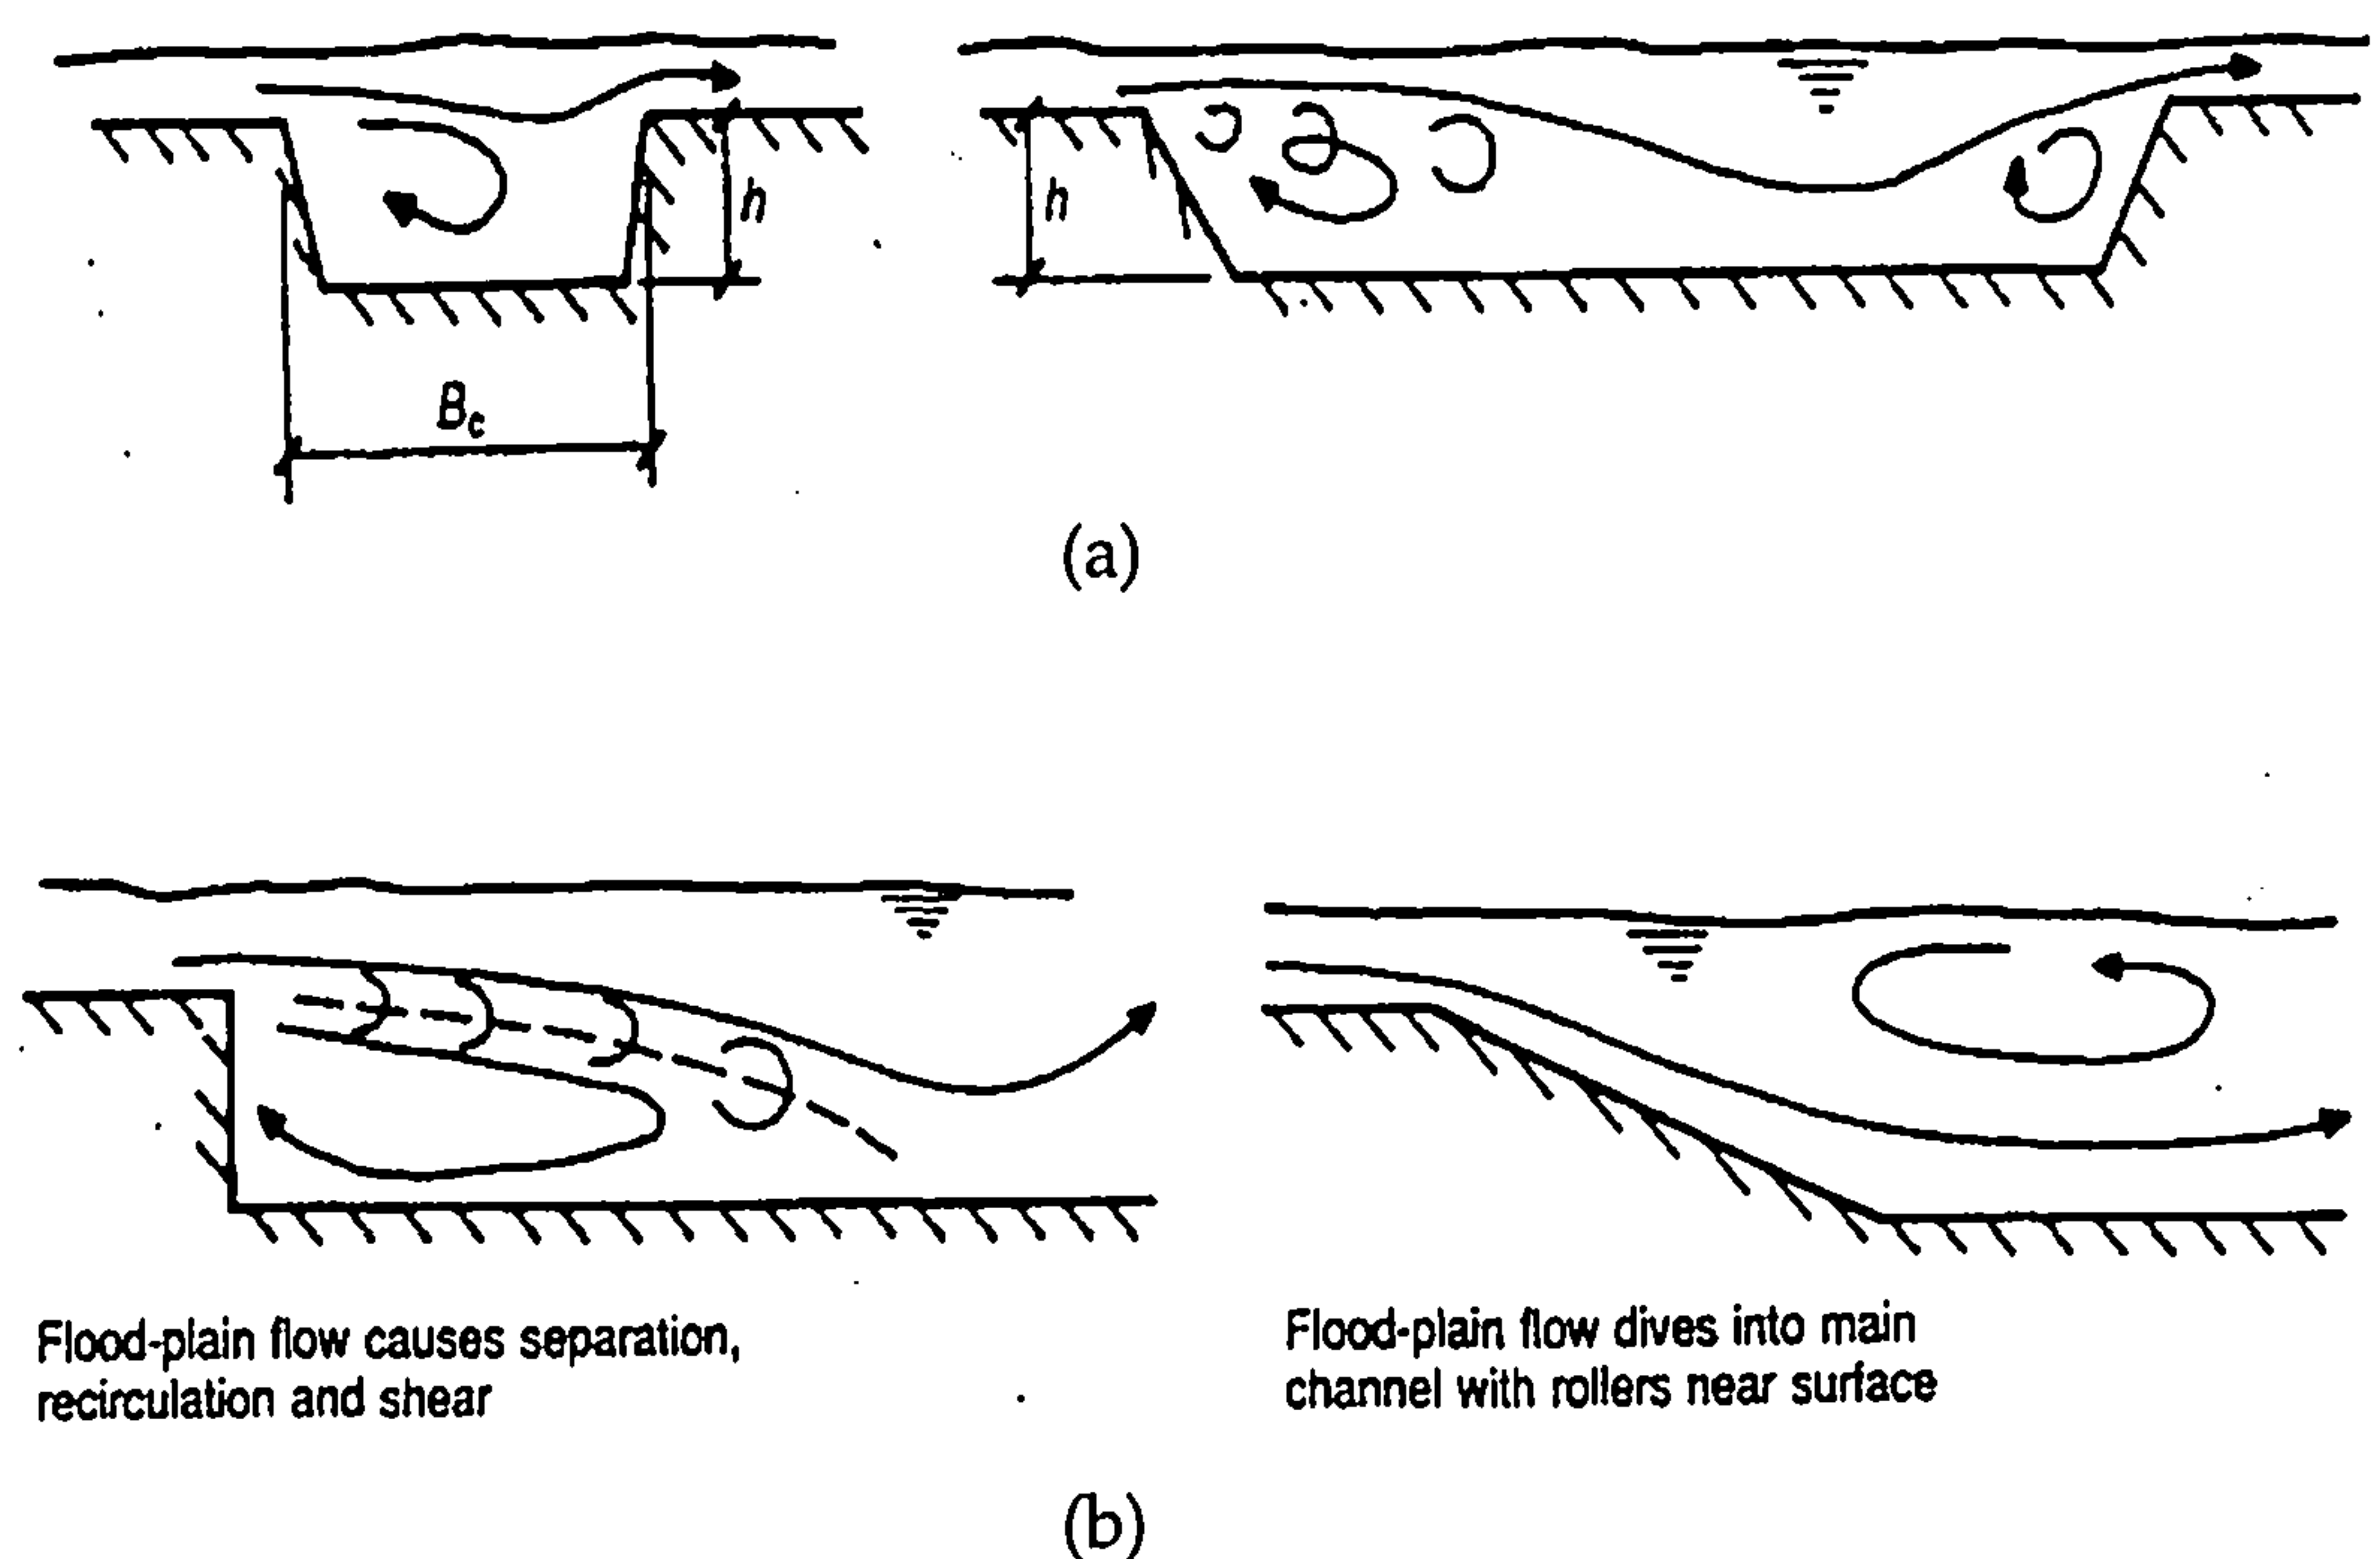 h
h
Bc
(a)
Flood-plain flow causes separation,
recirculation and shear
Flood-plain flow dives into main
channel with rollers near surface
(b)